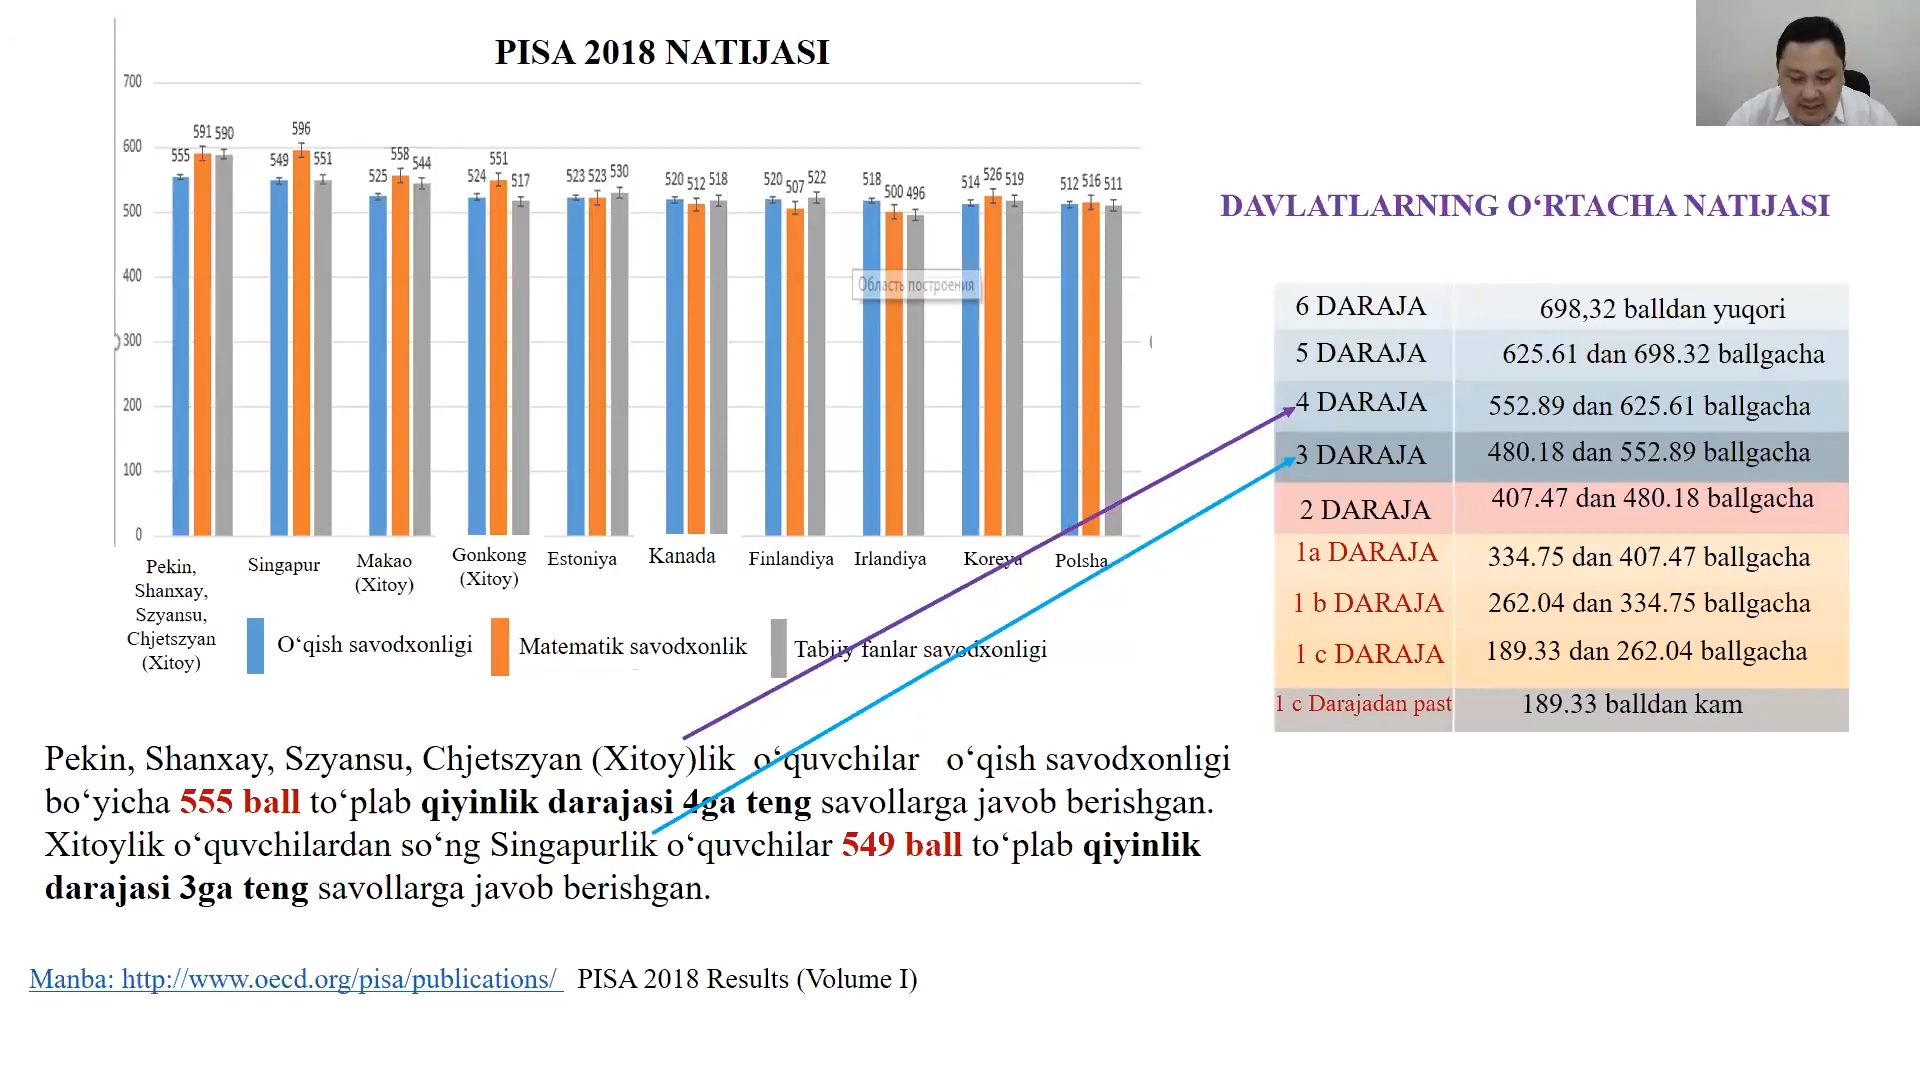 PISA 2018 NATIJASI
700
600
500
400
300
200
100
0
555 591 590
549 596 551
525 558 544
524 551 517
523 523 530
520 512 518
520 507 522
518 500 496
514 526 519
512 516 511
Область построения
Pekin,
Shanxay,
Szyansu,
Chjetszyan
(Xitoy)
Singapur
Makao
(Xitoy)
Gonkong
(Xitoy)
Estoniya
Kanada
Finlandiya
Irlandiya
Koreya
Polsha
O‘qish savodxonligi
Matematik savodxonlik
Tabiiy fanlar savodxonligi
DAVLATLARNING O‘RTACHA NATIJASI
6 DARAJA 698,32 balldan yuqori
5 DARAJA 625.61 dan 698.32 ballgacha
4 DARAJA 552.89 dan 625.61 ballgacha
3 DARAJA 480.18 dan 552.89 ballgacha
2 DARAJA 407.47 dan 480.18 ballgacha
1a DARAJA 334.75 dan 407.47 ballgacha
1 b DARAJA 262.04 dan 334.75 ballgacha
1 c DARAJA 189.33 dan 262.04 ballgacha
1 c Darajadan past 189.33 balldan kam
Pekin, Shanxay, Szyansu, Chjetszyan (Xitoy)lik o‘quvchilar o‘qish savodxonligi
bo‘yicha 555 ball to‘plab qiyinlik darajasi 4ga teng savollarga javob berishgan.
Xitoylik o‘quvchilardan so‘ng Singapurlik o‘quvchilar 549 ball to‘plab qiyinlik
darajasi 3ga teng savollarga javob berishgan.
Manba: http://www.oecd.org/pisa/publications/ PISA 2018 Results (Volume I)